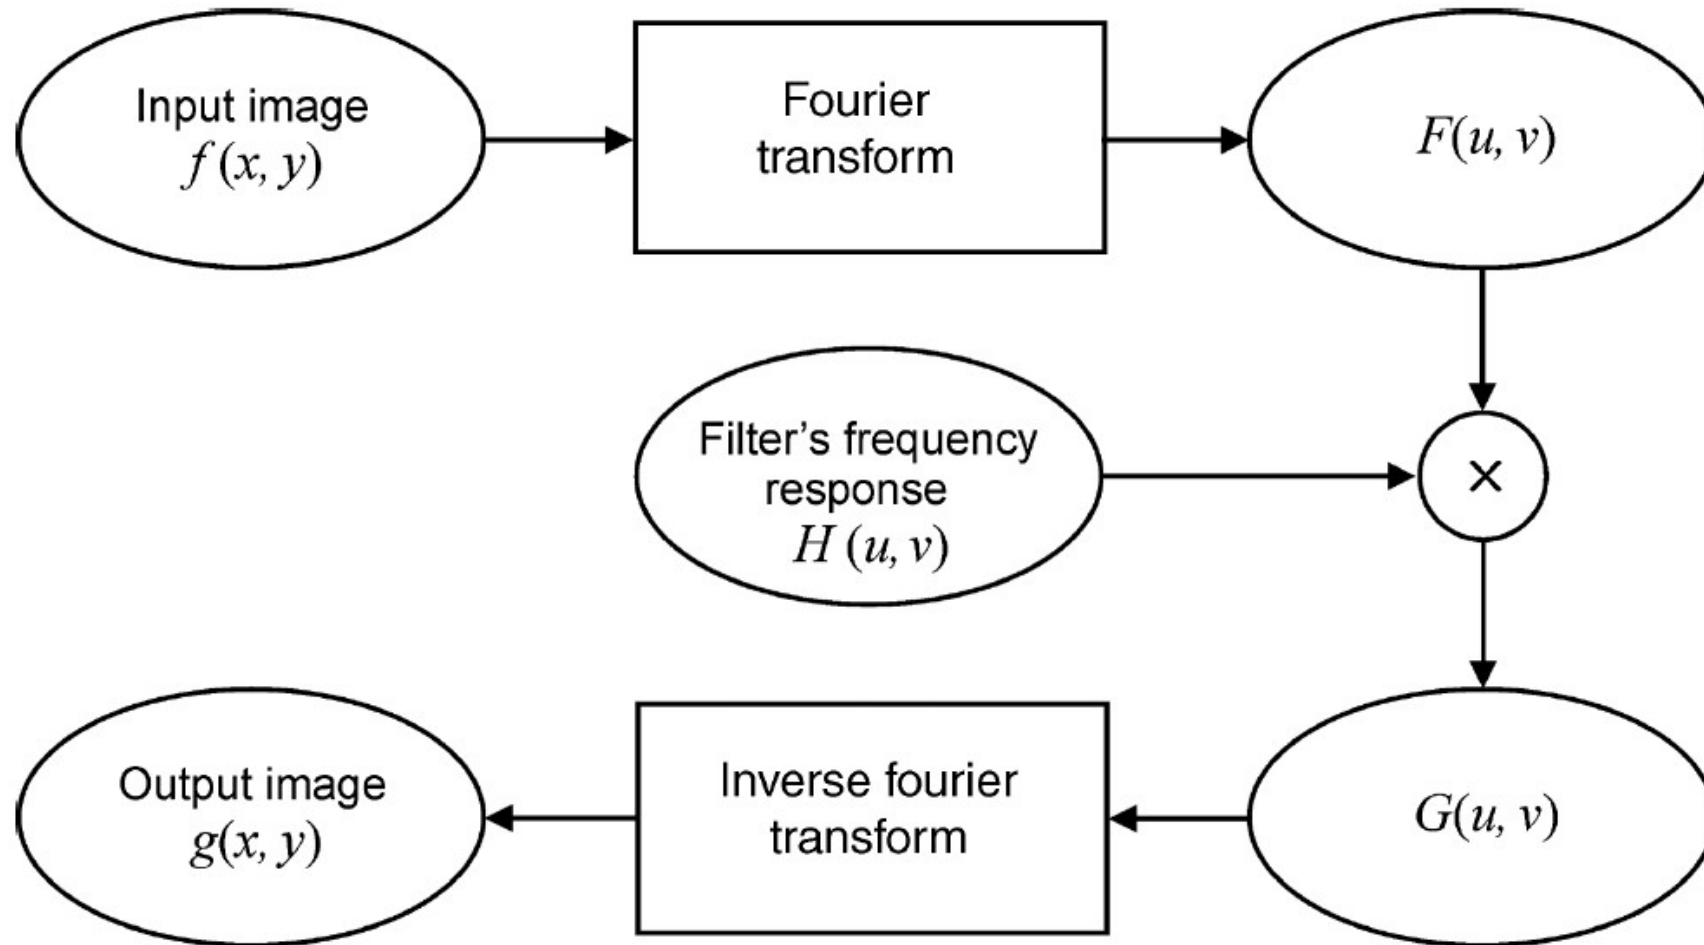 Input image
f (x, y)
Fourier
transform
F(u, v)
Filter’s frequency
response
H (u, v)
×
Output image
g(x, y)
Inverse fourier
transform
G(u, v)